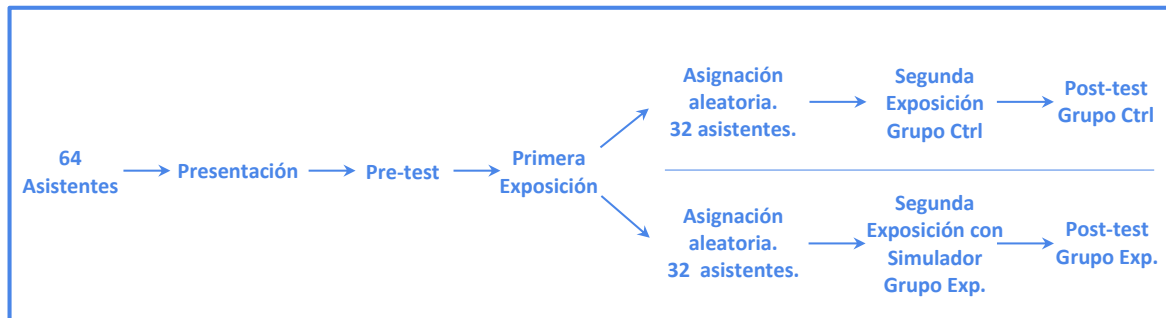 64
Asistentes
Presentación
Pre-test
Primera
Exposición
Asignación
aleatoria.
32 asistentes.
Segunda
Exposición
Grupo Ctrl
Post-test
Grupo Ctrl
Asignación
aleatoria.
32 asistentes.
Segunda
Exposición con
Simulador
Grupo Exp.
Post-test
Grupo Exp.